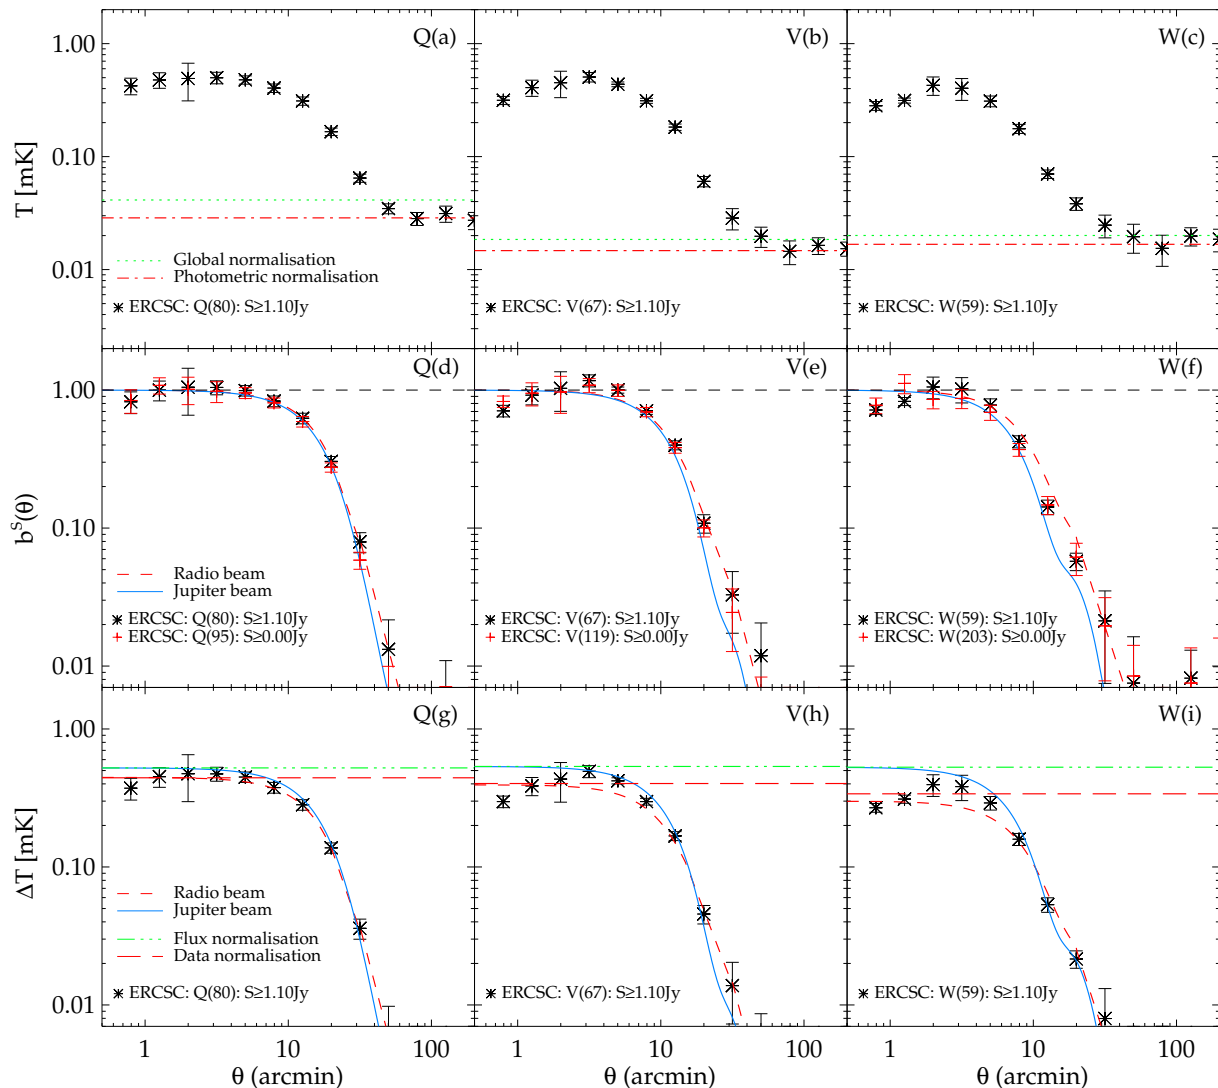 Q(a)
V(b)
W(c)
1.00
0.10
0.01
T [mK]
Global normalisation
Photometric normalisation
ERCSC: Q(80): S≥1.10Jy
ERCSC: V(67): S≥1.10Jy
ERCSC: W(59): S≥1.10Jy
Q(d)
V(e)
W(f)
1.00
0.10
0.01
bS(θ)
Radio beam
Jupiter beam
ERCSC: Q(80): S≥1.10Jy
ERCSC: Q(95): S≥0.00Jy
ERCSC: V(67): S≥1.10Jy
ERCSC: V(119): S≥0.00Jy
ERCSC: W(59): S≥1.10Jy
ERCSC: W(203): S≥0.00Jy
Q(g)
V(h)
W(i)
1.00
0.10
0.01
ΔT [mK]
Radio beam
Jupiter beam
Flux normalisation
Data normalisation
ERCSC: Q(80): S≥1.10Jy
ERCSC: V(67): S≥1.10Jy
ERCSC: W(59): S≥1.10Jy
1 10 100
1 10 100
1 10 100
θ (arcmin)
θ (arcmin)
θ (arcmin)